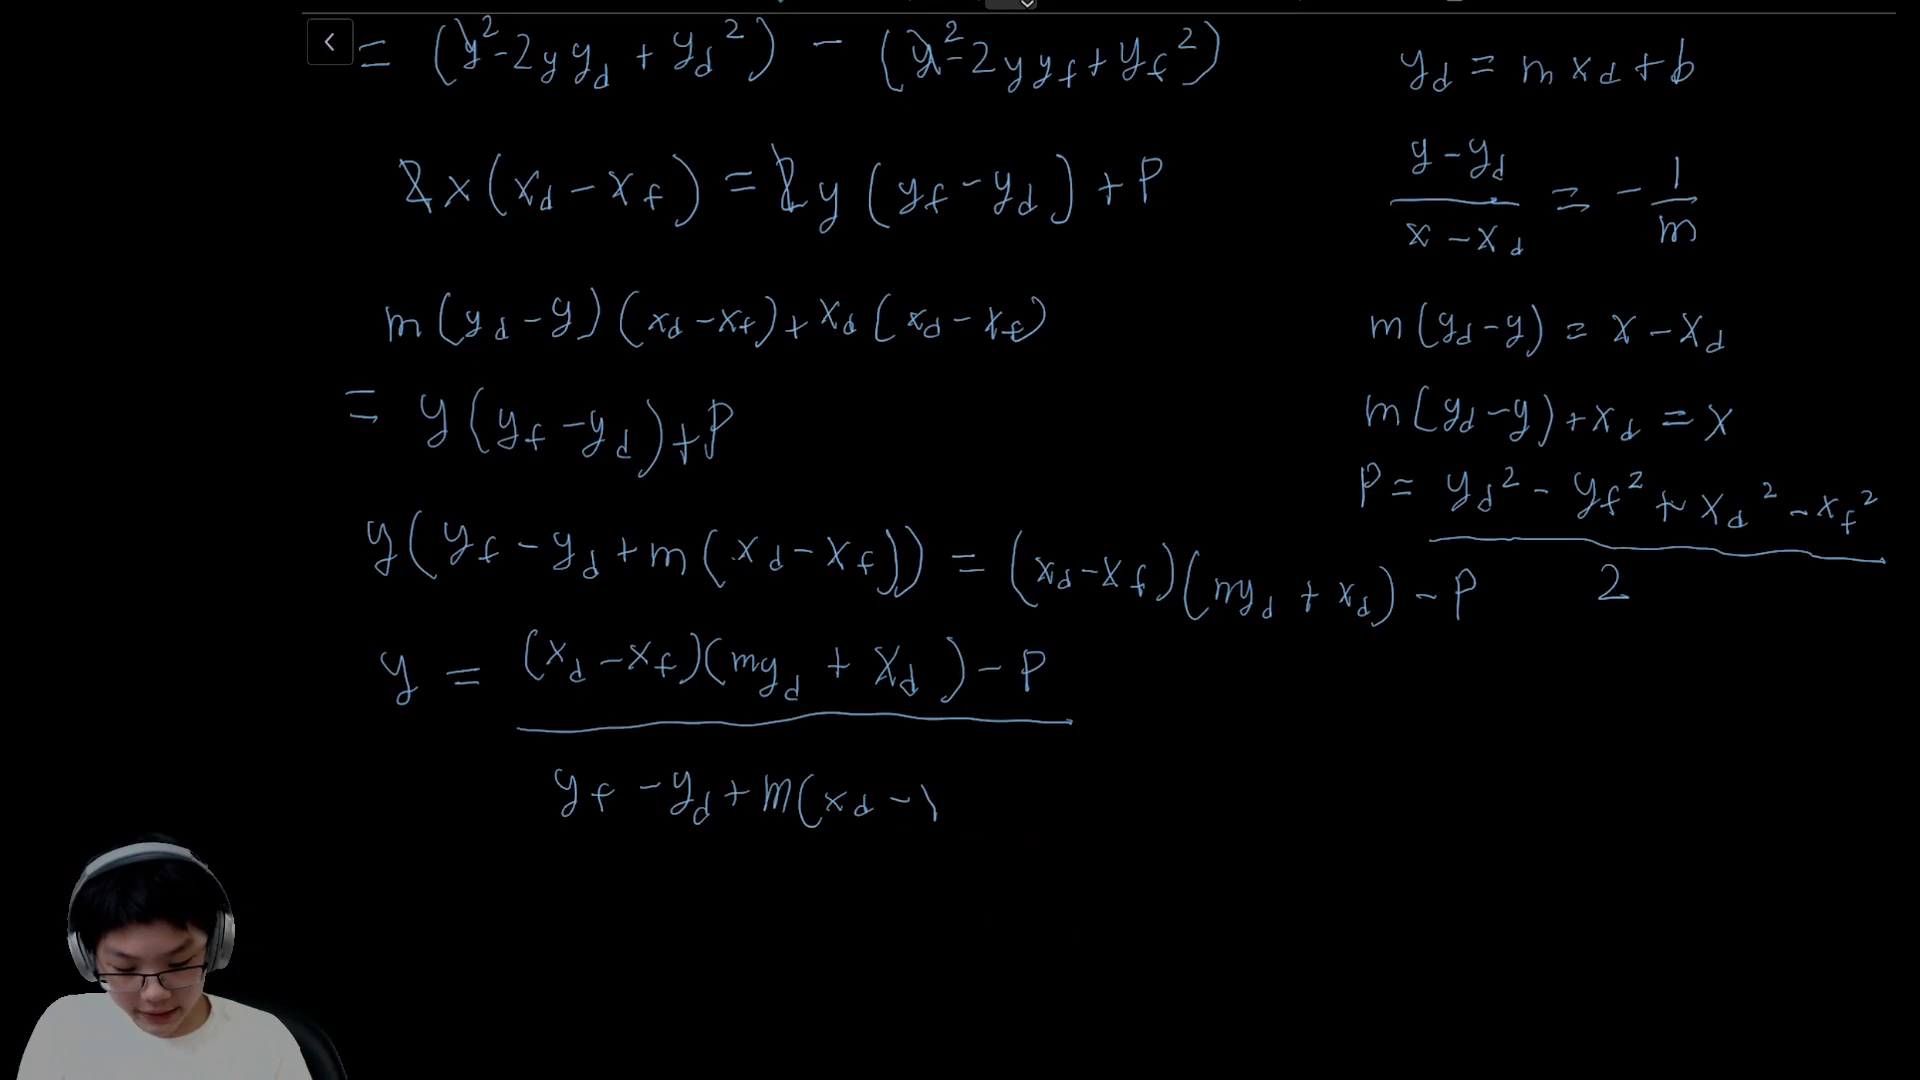 = (y²-2yy_d + y_d²) - (y²-2yy_f + y_f²)
2x(x_d - x_f) = 2y(y_f - y_d) + P
m(y_d - y)(x_d - x_f) + x_d(x_d - x_f)
= y(y_f - y_d) + P
y(y_f - y_d + m(x_d - x_f)) = (x_d - x_f)(my_d + x_d) - P
y = (x_d - x_f)(my_d + x_d) - P
y_f - y_d + m(x_d -
y_d = m x_d + b
y - y_d
x - x_d
= - 1
m
m(y_d - y) = x - x_d
m(y_d - y) + x_d = x
P = y_d² - y_f² + x_d² - x_f²
2